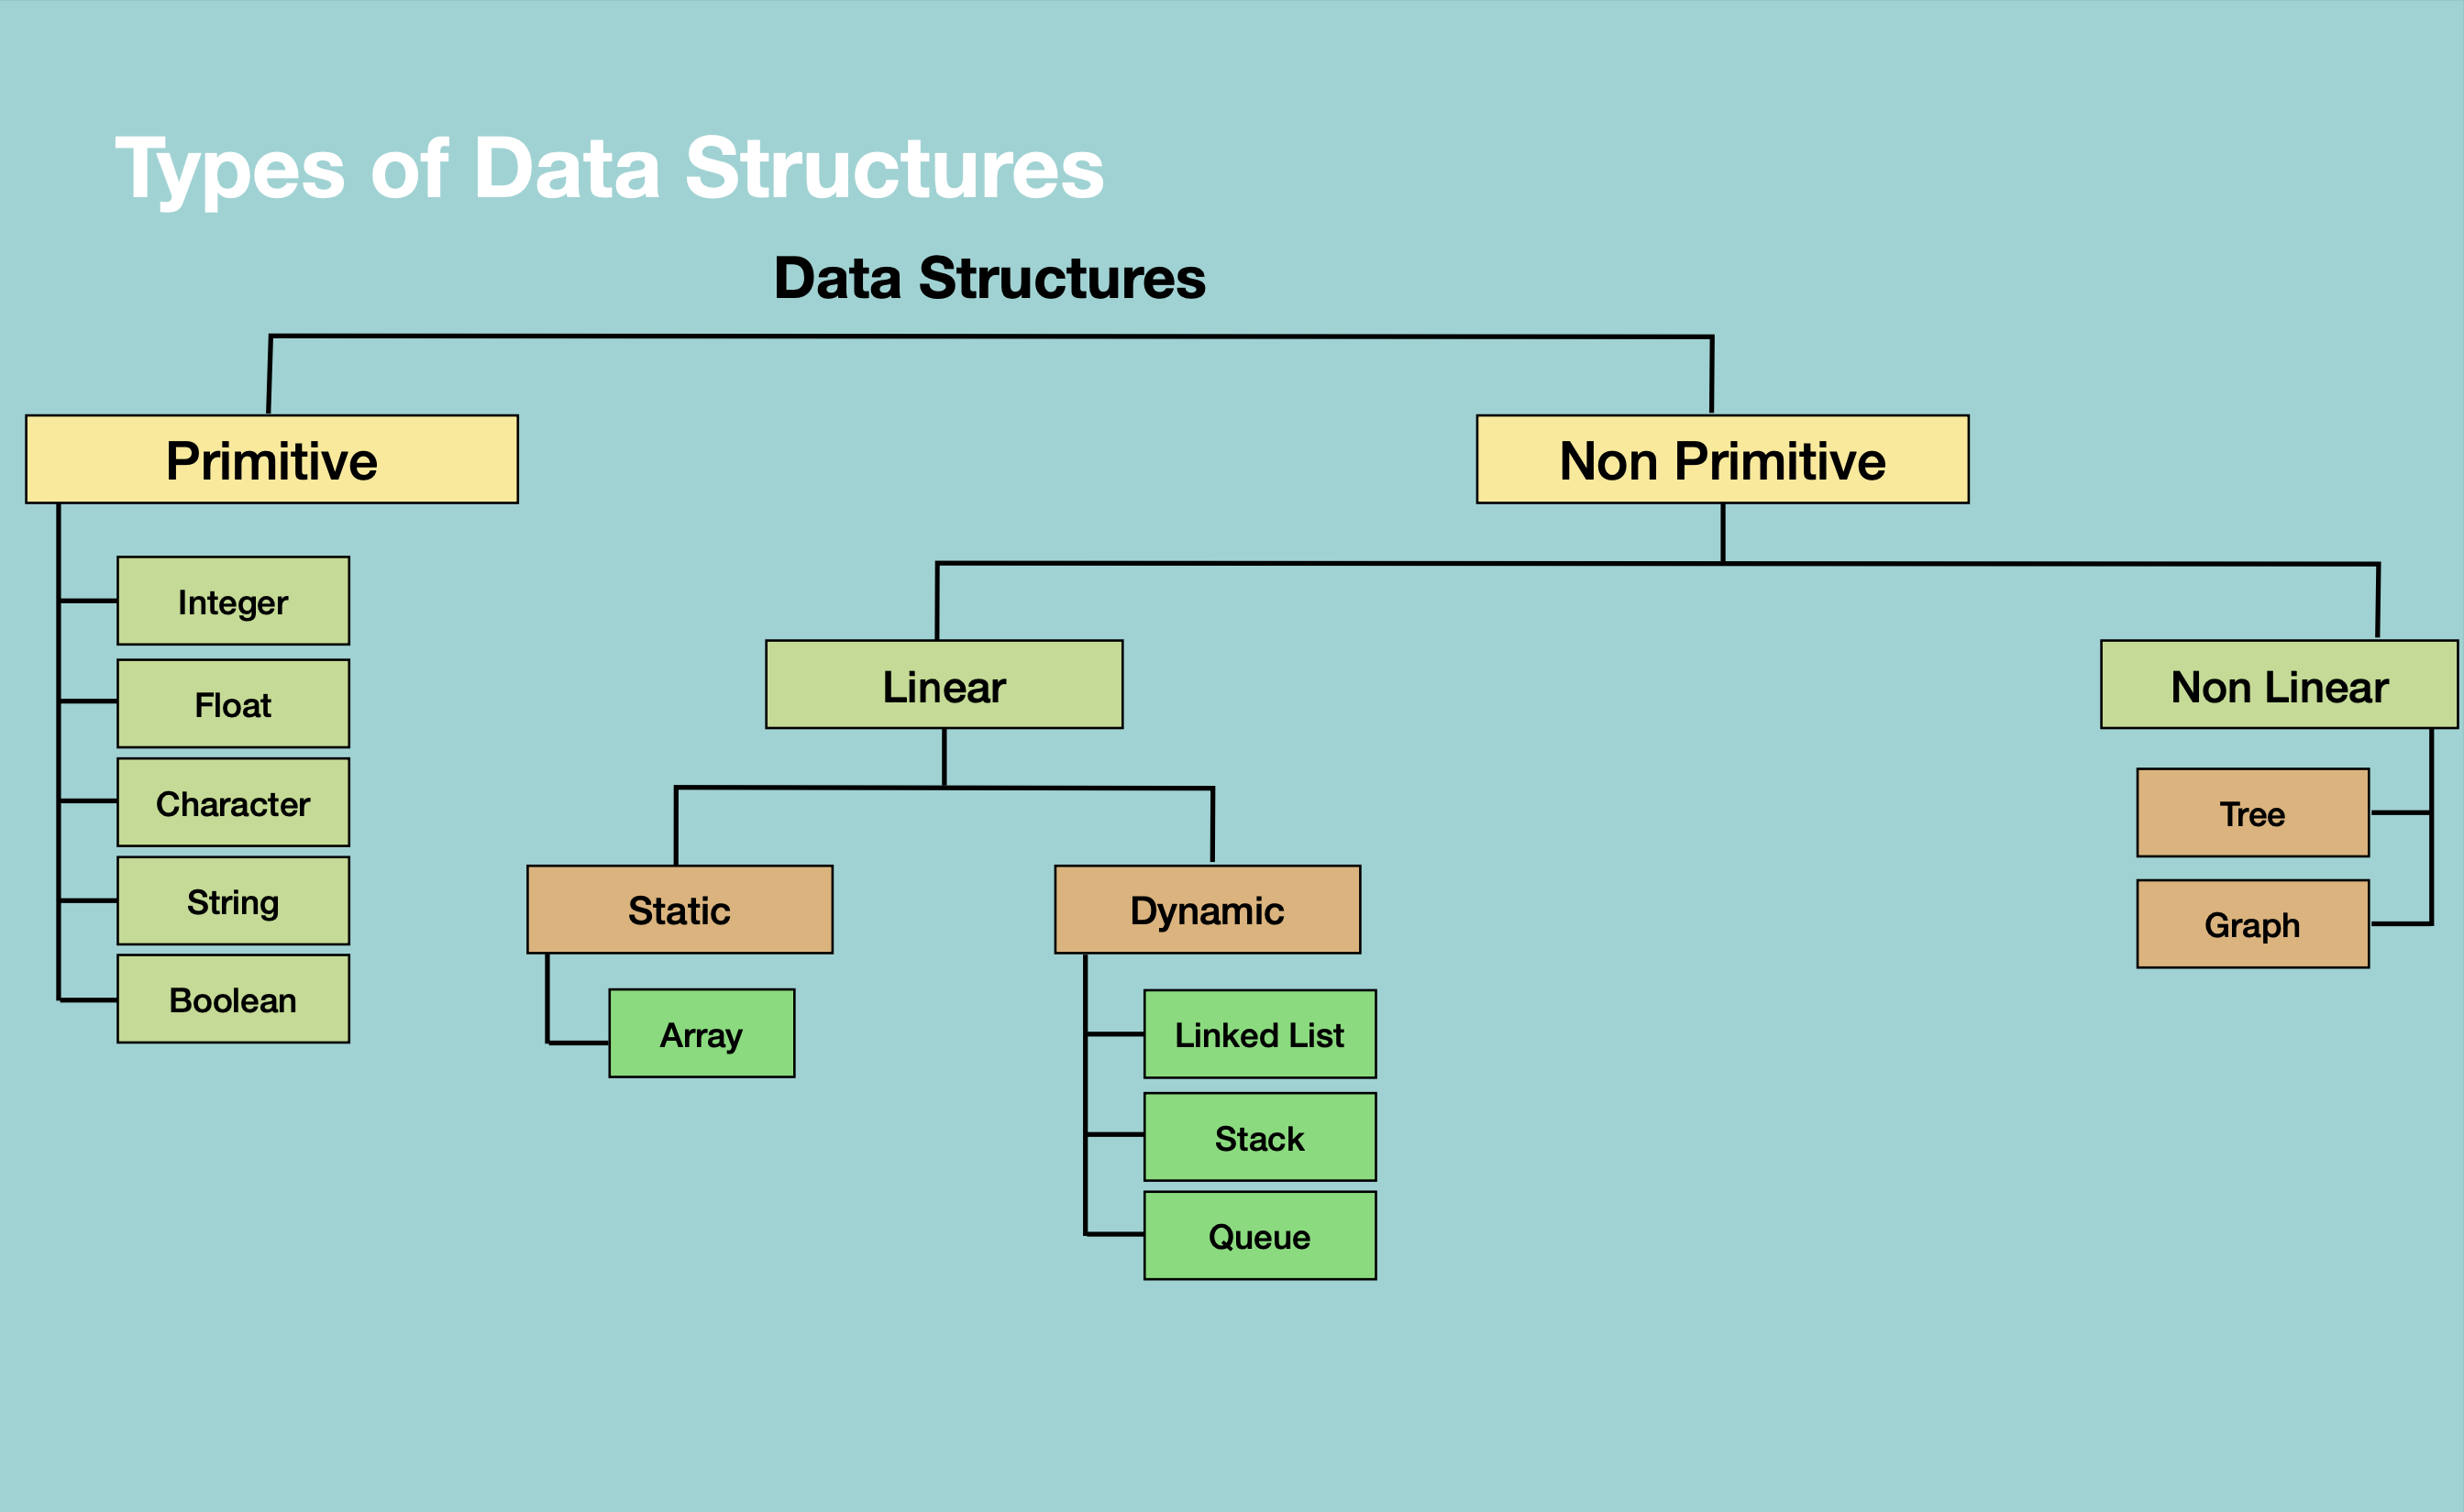 Types of Data Structures
Data Structures
Primitive
Non Primitive
Integer
Float
Character
String
Boolean
Linear
Non Linear
Static
Dynamic
Array
Linked List
Stack
Queue
Tree
Graph